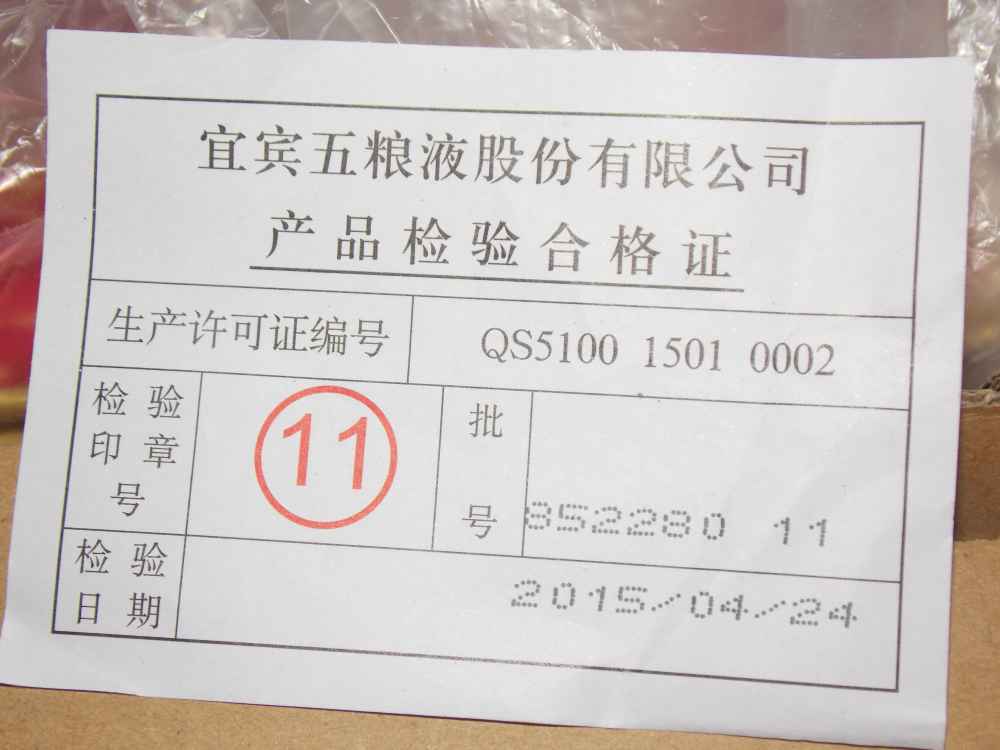 宜宾五粮液股份有限公司
产品检验合格证
生产许可证编号 QS5100 1501 0002
检验印章号 11 批号 852280 11
检验日期 2015/04/24